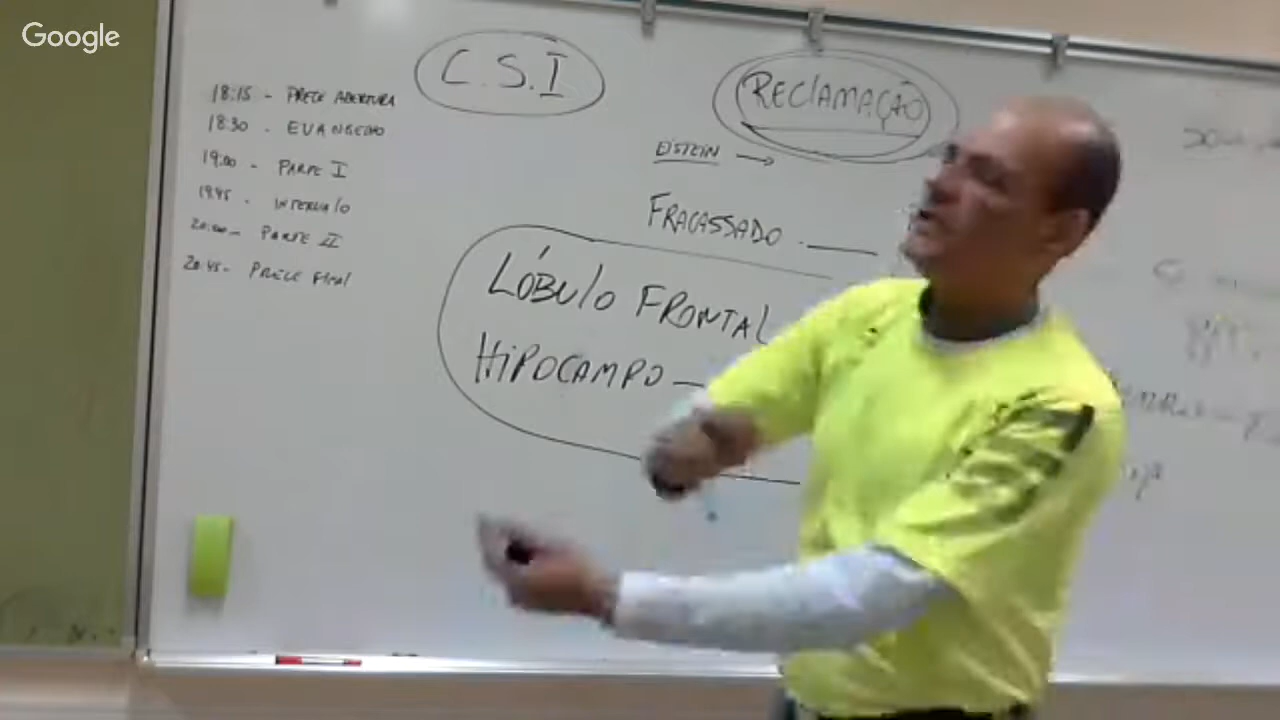 Google
18:15 - PRECE ABERTURA
18:30 - EVANGELHO
19:00 - PARTE I
19:45 - INTERVALO
20:00 - PARTE II
20:45 - PRECE FINAL
C.S.I
RECLAMAÇÃO
FRACASSADO
LÓBULO FRONTAL
HIPOCAMPO